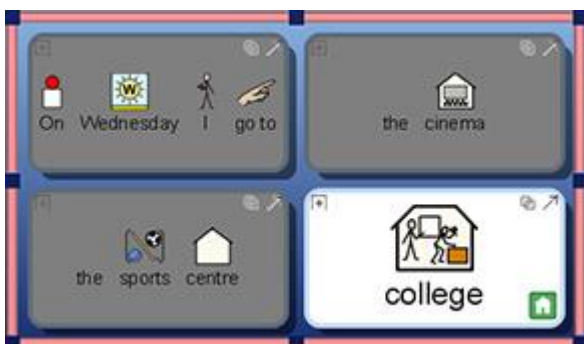 On Wednesday I go to
the cinema
the sports centre
college